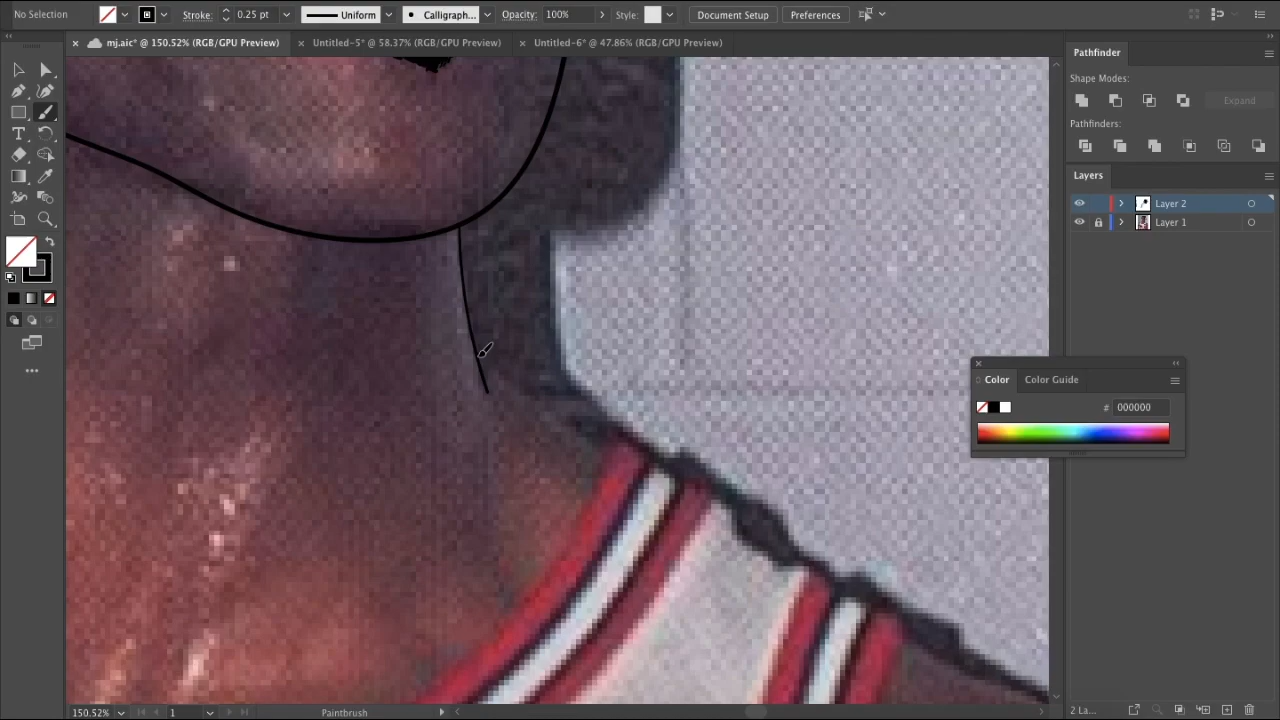 No Selection
Stroke: 0.25 pt Uniform Calligraph... Opacity: 100% Style: Document Setup Preferences
mj.aic* @ 150.52% (RGB/GPU Preview) Untitled-5* @ 58.37% (RGB/GPU Preview) Untitled-6* @ 47.86% (RGB/GPU Preview)
Pathfinder
Shape Modes:
Expand
Pathfinders:
Layers
Layer 2
Layer 1
Color Color Guide
# 000000
150.52% 1 Paintbrush
2 La...